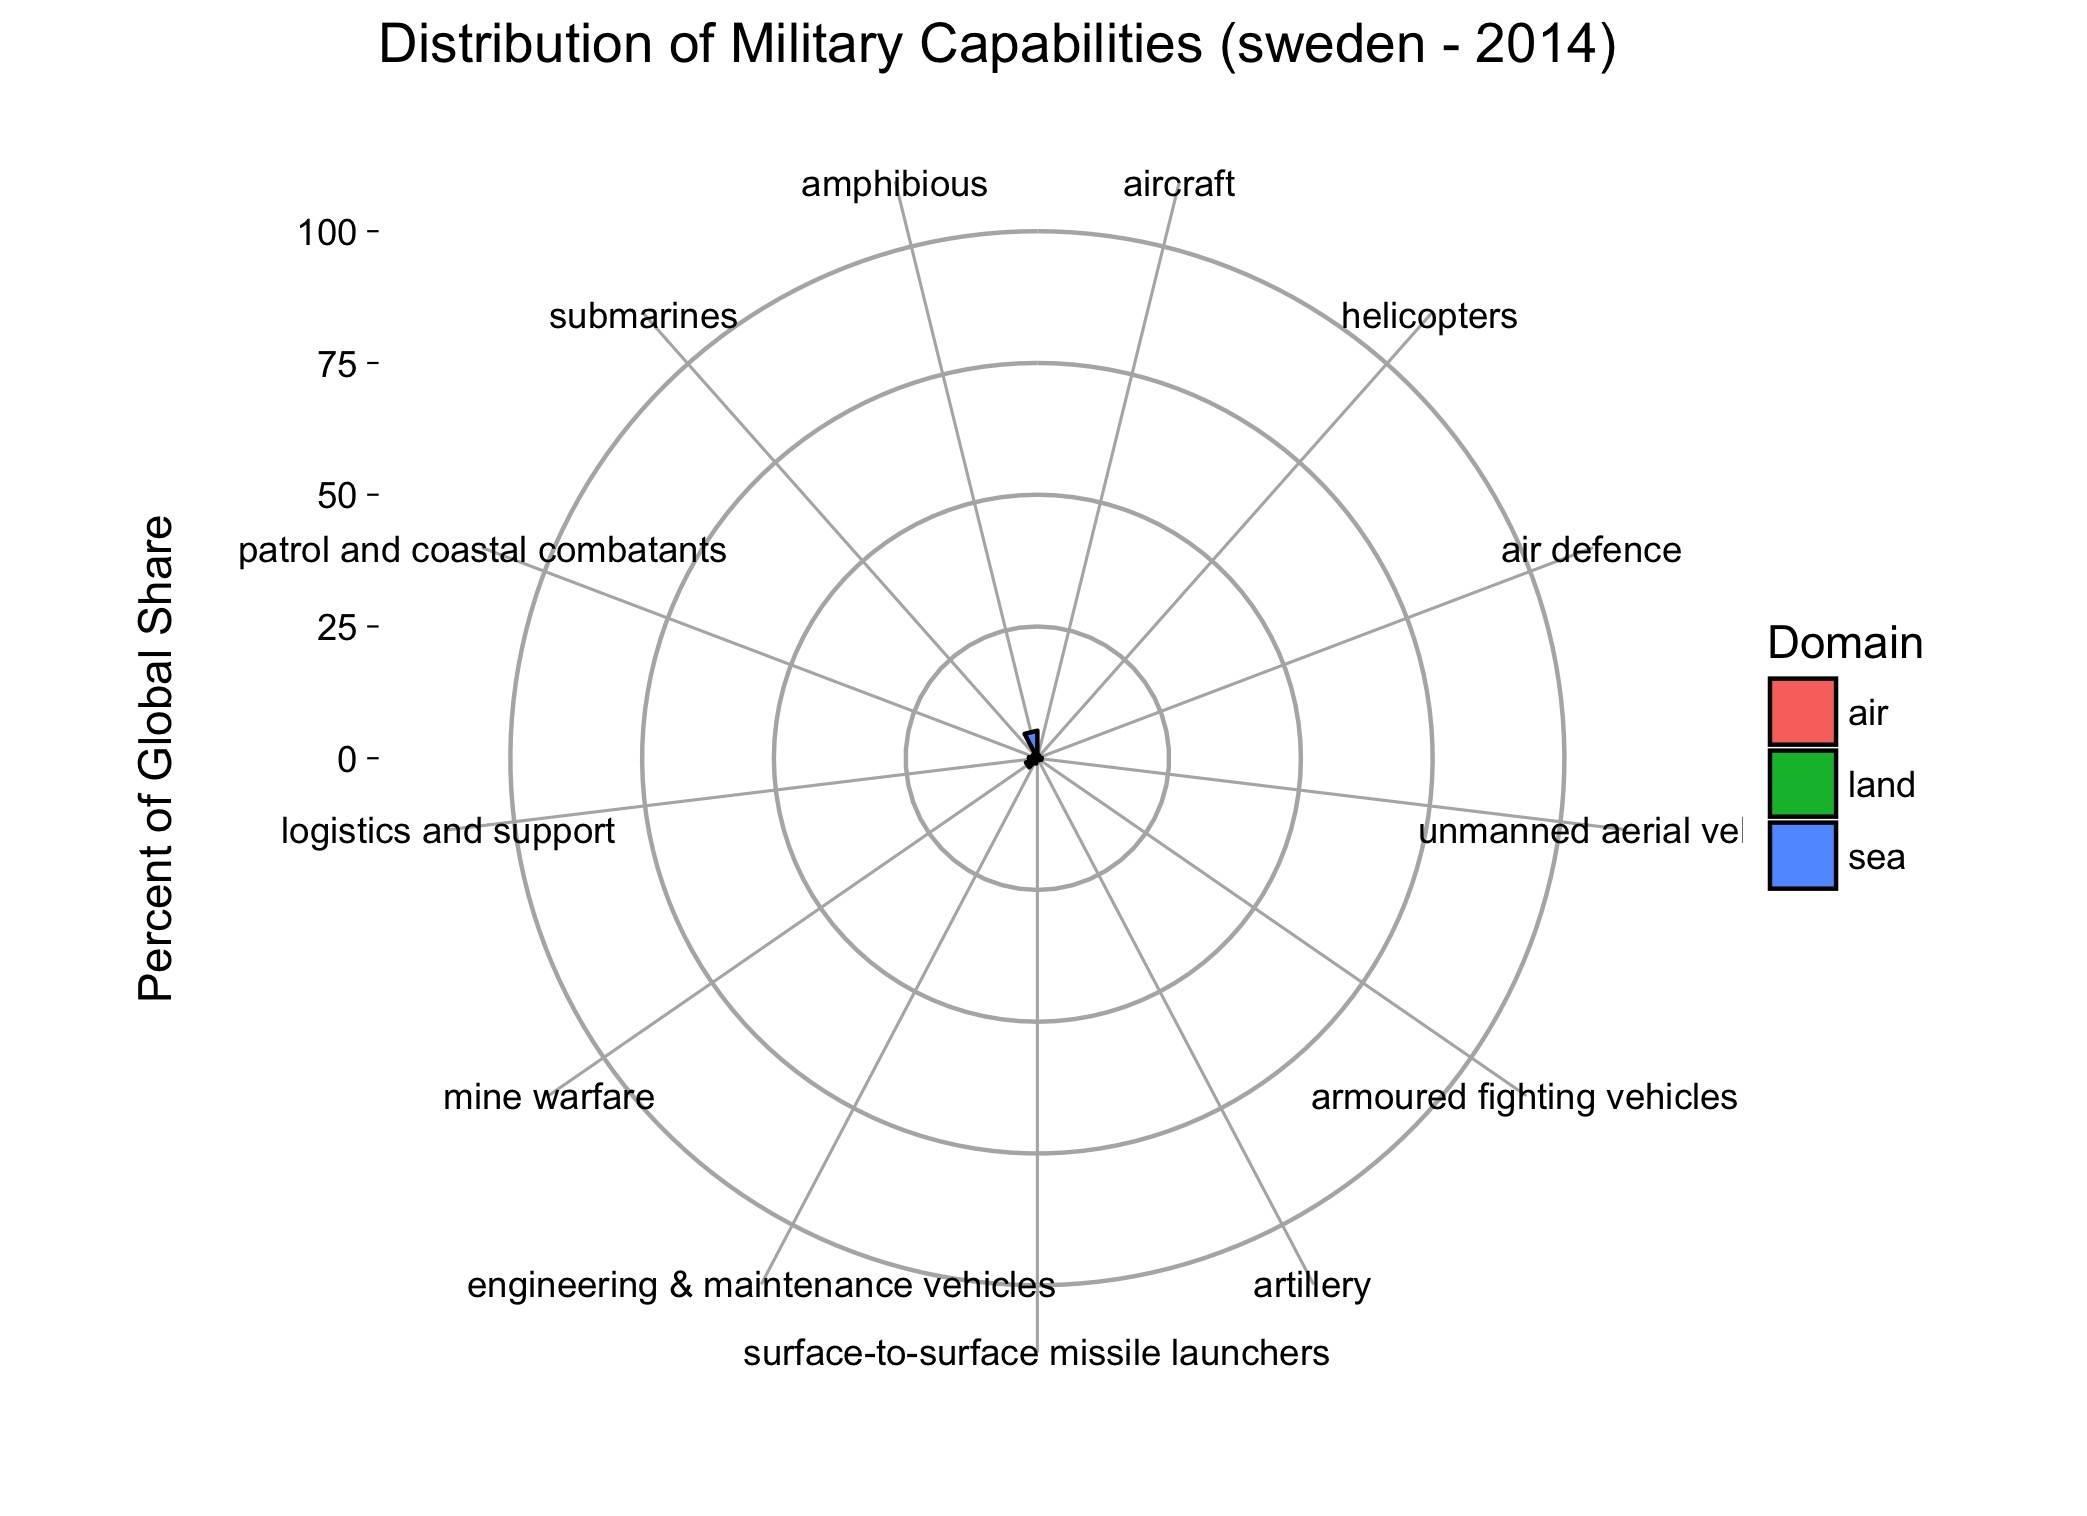 Distribution of Military Capabilities (sweden - 2014)
amphibious
aircraft
100
submarines
helicopters
75
50
patrol and coastal combatants
air defence
Percent of Global Share
25
Domain
air
0
land
logistics and support
unmanned aerial vel
sea
mine warfare
armoured fighting vehicles
engineering & maintenance vehicles
artillery
surface-to-surface missile launchers